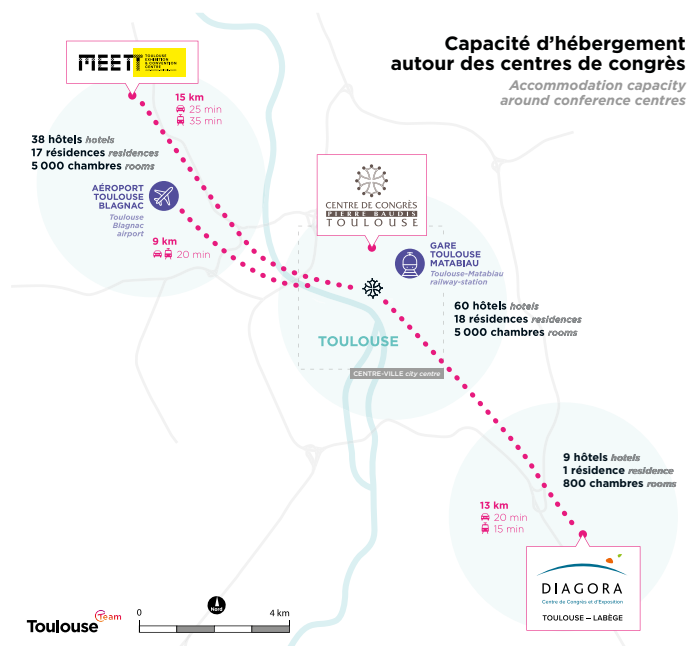 Capacité d'hébergement
autour des centres de congrès
Accommodation capacity
around conference centres
MEETT
TOULOUSE
EXHIBITION
& CONVENTION
CENTRE
15 km
25 min
35 min
38 hôtels hotels
17 résidences residences
5 000 chambres rooms
AÉROPORT
TOULOUSE
BLAGNAC
Toulouse
Blagnac
airport
9 km
20 min
CENTRE DE CONGRÈS
PIERRE BAUDIS
TOULOUSE
GARE
TOULOUSE
MATABIAU
Toulouse-Matabiau
railway-station
60 hôtels hotels
18 résidences residences
5 000 chambres rooms
TOULOUSE
CENTRE-VILLE city centre
9 hôtels hotels
1 résidence residence
800 chambres rooms
13 km
20 min
15 min
DIAGORA
Centre de Congrès et d'Exposition
TOULOUSE – LABÈGE
Toulouse Team
0 Nord 4 km